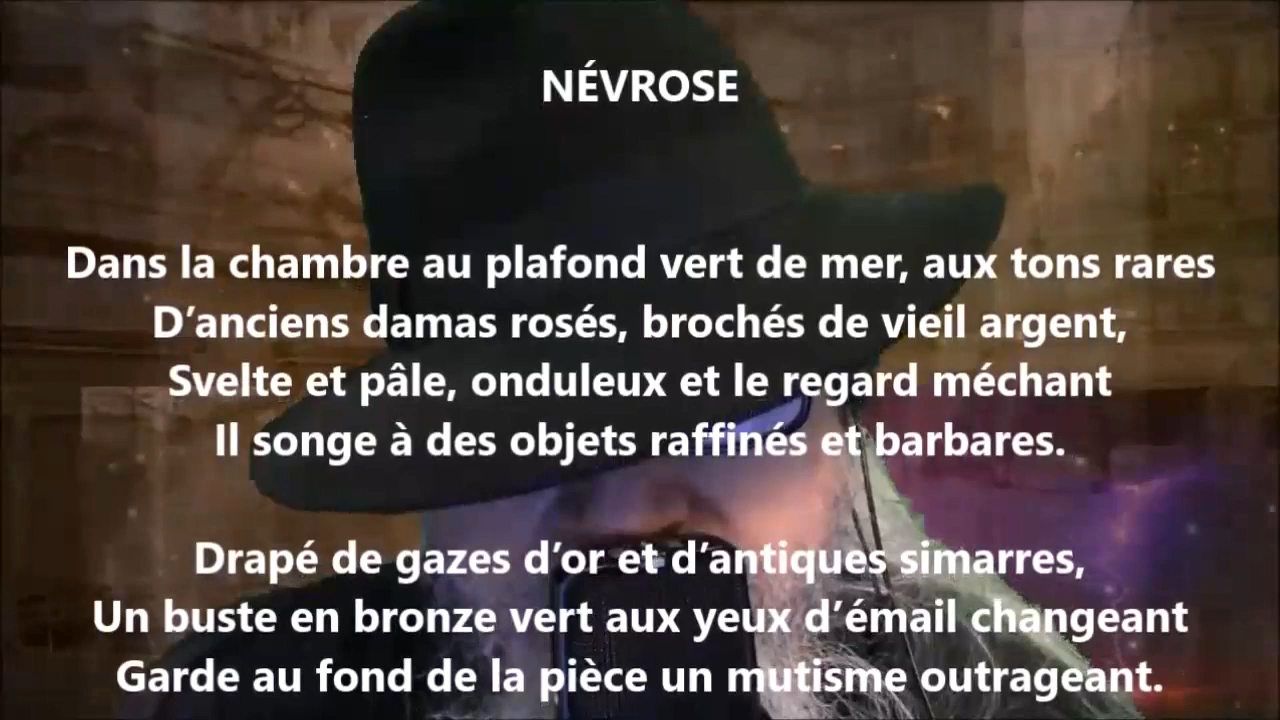 NÉVROSE
Dans la chambre au plafond vert de mer, aux tons rares
D’anciens damas rosés, brochés de vieil argent,
Svelte et pâle, onduleux et le regard méchant
Il songe à des objets raffinés et barbares.
Drapé de gazes d’or et d’antiques simarres,
Un buste en bronze vert aux yeux d’émail changeant
Garde au fond de la pièce un mutisme outrageant.